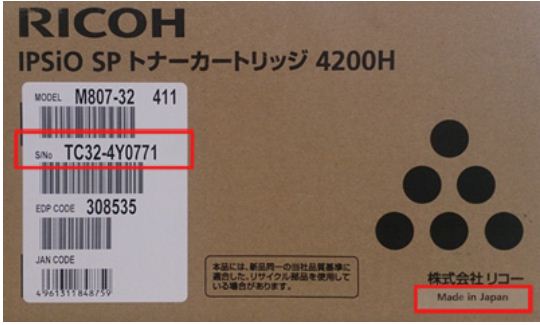 RICOH
IPSiO SP トナーカートリッジ 4200H
MODEL M807-32 411
S/No TC32-4Y0771
EDP CODE 308535
JAN CODE
4961311848759
本品には、新品同一の当社品質基準に
適合した、リサイクル部品を使用して
いる場合があります。
株式会社リコー
Made in Japan